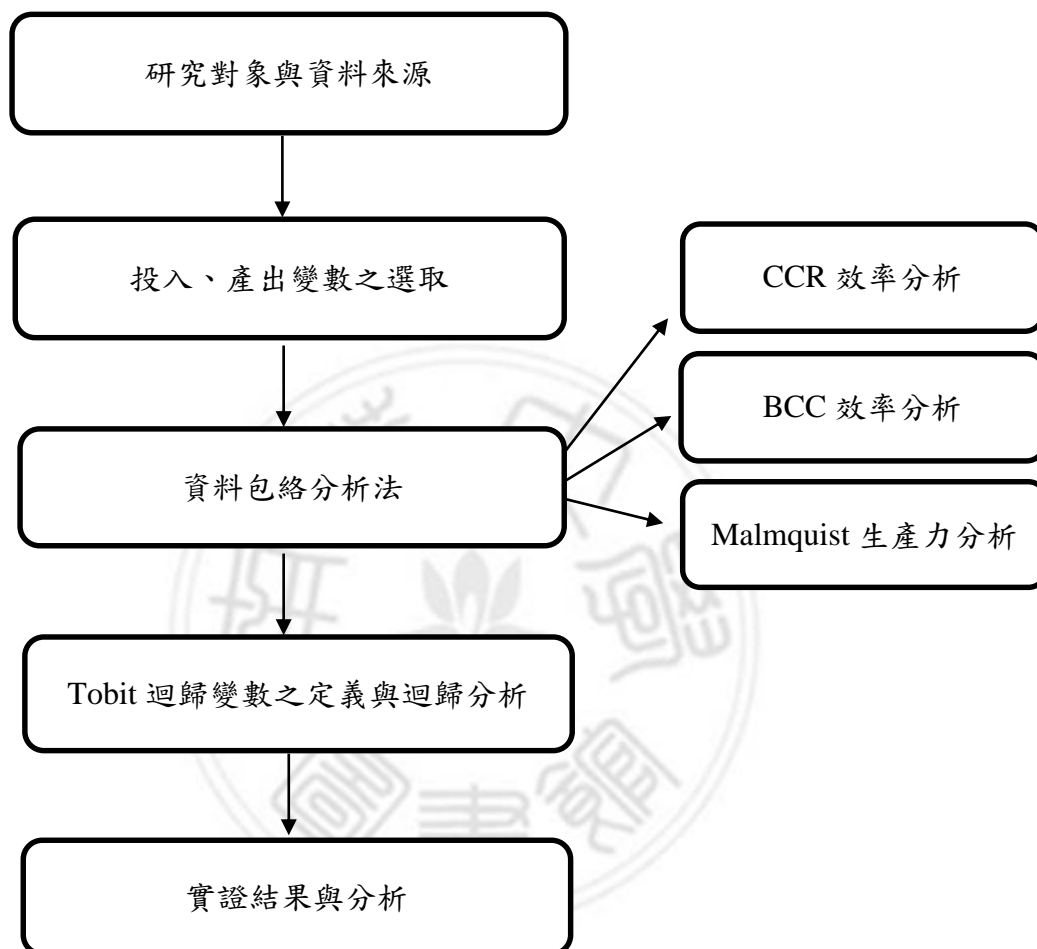 研究對象與資料來源
投入、產出變數之選取
資料包絡分析法
CCR 效率分析
BCC 效率分析
Malmquist 生產力分析
Tobit 迴歸變數之定義與迴歸分析
實證結果與分析